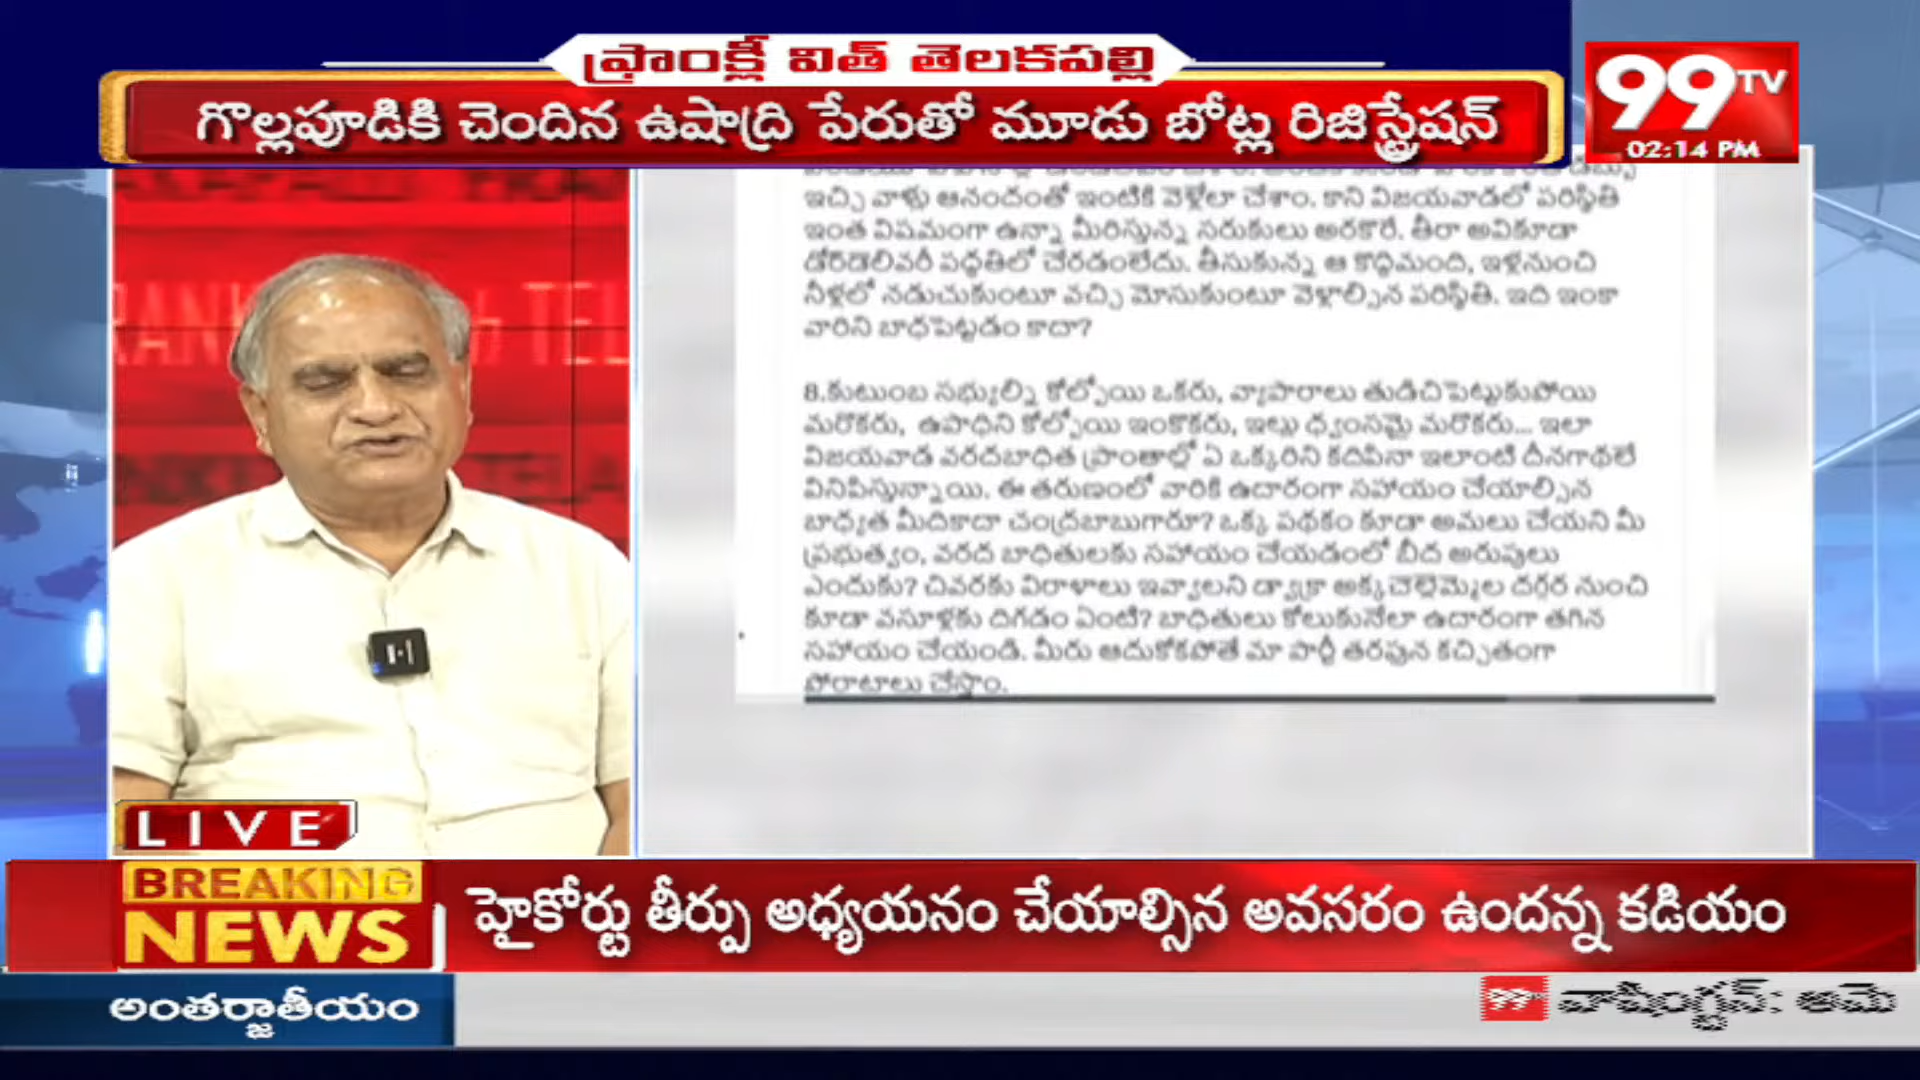 ఫ్రాంక్లీ విత్ తెలకపల్లి
గొల్లపూడికి చెందిన ఉషాద్రి పేరుతో మూడు బోట్ల రిజిస్ట్రేషన్
99 TV
02:14 PM
ఇచ్చి వాళ్లు ఆనందంతో ఇంటికి వెళ్లేలా చేశాం. కాని విజయవాడలో పరిస్థితి
ఇంత విషమంగా ఉన్నా మీరిస్తున్న సరుకులు అరకొరే. తీరా అవికూడా
డోర్‌డెలివరీ పద్ధతిలో చేరడంలేదు. తీసుకున్న ఆ కొద్దిమంది, ఇళ్లనుంచి
నీళ్లలో నడుచుకుంటూ వచ్చి మోసుకుంటూ వెళ్లాల్సిన పరిస్థితి. ఇది ఇంకా
వారిని బాధపెట్టడం కాదా?
8.కుటుంబ సభ్యుల్ని కోల్పోయి ఒకరు, వ్యాపారాలు తుడిచిపెట్టుకుపోయి
మరొకరు, ఉపాధిని కోల్పోయి ఇంకొకరు, ఇల్లు ధ్వంసమై మరొకరు... ఇలా
విజయవాడ వరదబాధిత ప్రాంతాల్లో ఏ ఒక్కరిని కదిపినా ఇలాంటి దీనగాథలే
వినిపిస్తున్నాయి. ఈ తరుణంలో వారికి ఉదారంగా సహాయం చేయాల్సిన
బాధ్యత మీదికాదా చంద్రబాబుగారూ? ఒక్క పథకం కూడా అమలు చేయని మీ
ప్రభుత్వం, వరద బాధితులకు సహాయం చేయడంలో బీద అరుపులు
ఎందుకు? చివరకు విరాళాలు ఇవ్వాలని డ్వాక్రా అక్కచెల్లెమ్మెల దగ్గర నుంచి
కూడా వసూళ్లకు దిగడం ఏంటి? బాధితులు కోలుకునేలా ఉదారంగా తగిన
సహాయం చేయండి. మీరు ఆదుకోకపోతే మా పార్టీ తరఫున కచ్చితంగా
పోరాటాలు చేస్తాం.
LIVE
BREAKING
NEWS
హైకోర్టు తీర్పు అధ్యయనం చేయాల్సిన అవసరం ఉందన్న కడియం
అంతర్జాతీయం
99 వాషింగ్టన్: అమె